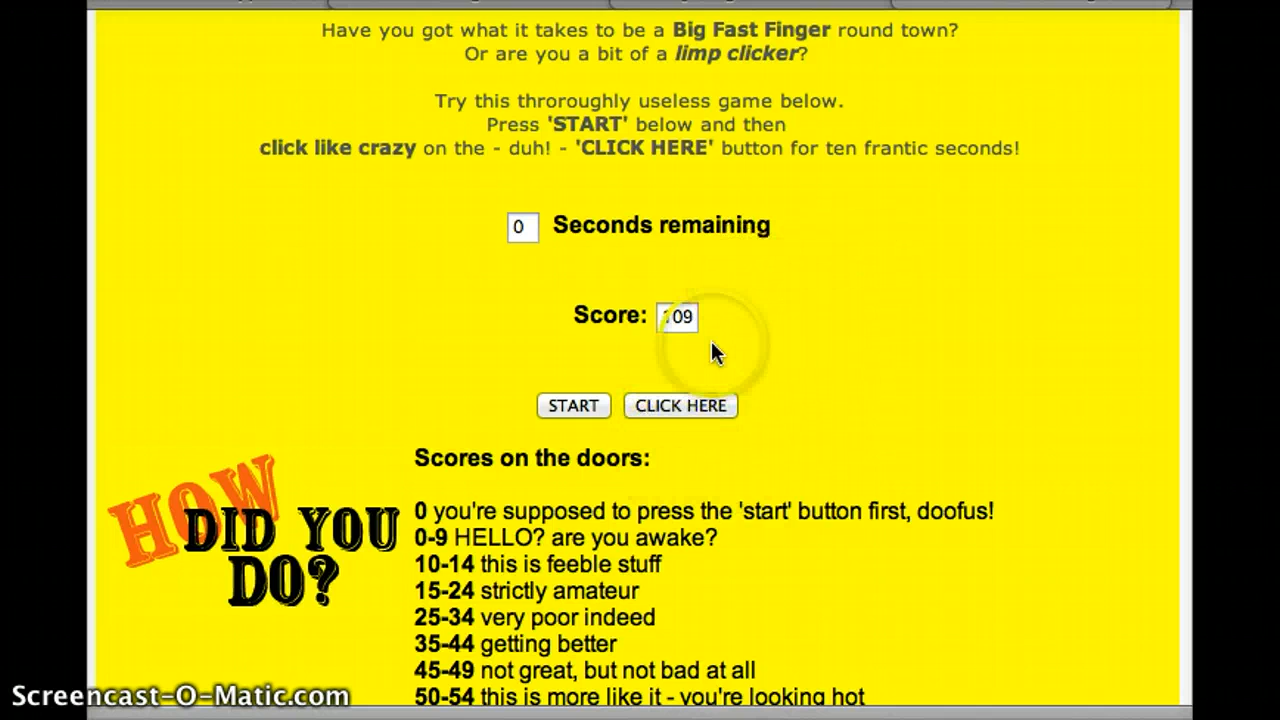 Have you got what it takes to be a Big Fast Finger round town?
Or are you a bit of a limp clicker?
Try this throroughly useless game below.
Press 'START' below and then
click like crazy on the - duh! - 'CLICK HERE' button for ten frantic seconds!
0 Seconds remaining
Score: 109
START CLICK HERE
HOW
DID YOU
DO?
Scores on the doors:
0 you're supposed to press the 'start' button first, doofus!
0-9 HELLO? are you awake?
10-14 this is feeble stuff
15-24 strictly amateur
25-34 very poor indeed
35-44 getting better
45-49 not great, but not bad at all
50-54 this is more like it - you're looking hot
Screencast-O-Matic.com